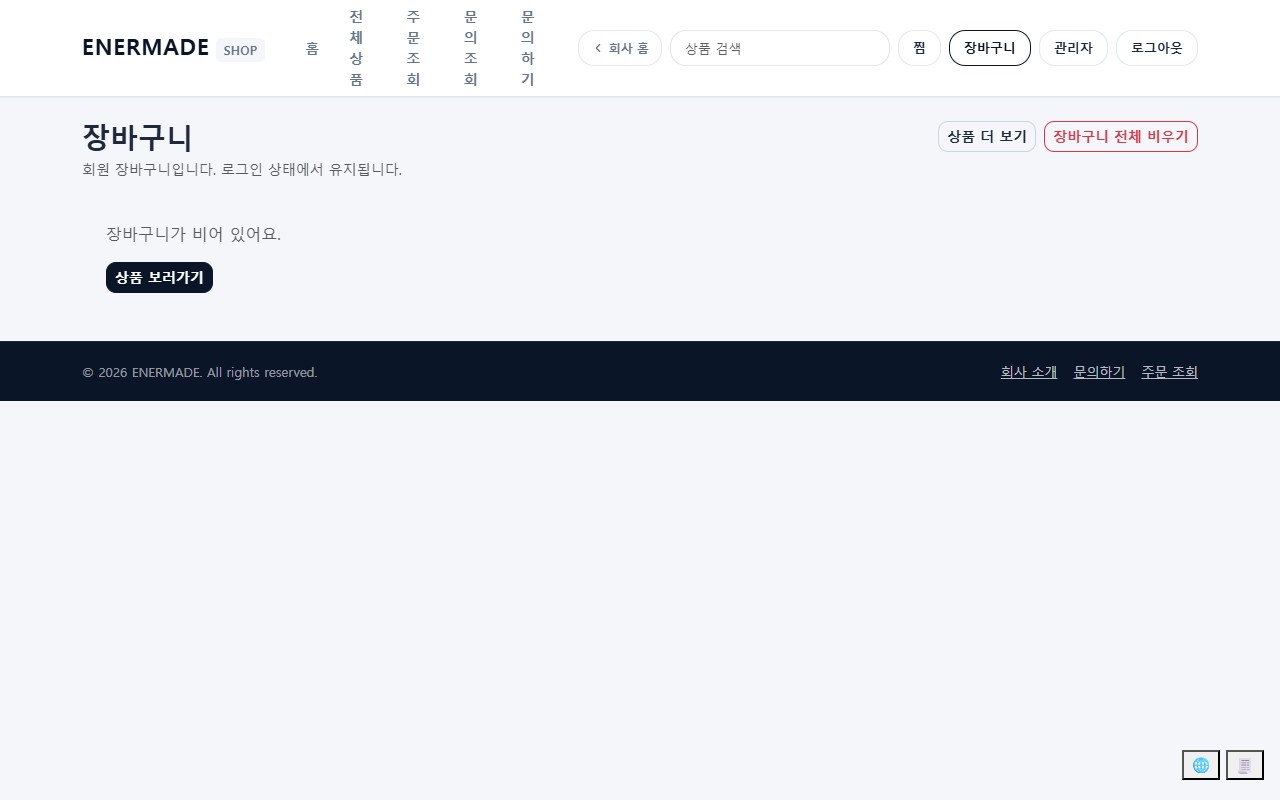 ENERMADE SHOP
홈
전체상품
주문조회
문의조회
문의하기
회사 홈
상품 검색
찜
장바구니
관리자
로그아웃
장바구니
상품 더 보기
장바구니 전체 비우기
회원 장바구니입니다. 로그인 상태에서 유지됩니다.
장바구니가 비어 있어요.
상품 보러가기
© 2026 ENERMADE. All rights reserved.
회사 소개
문의하기
주문 조회